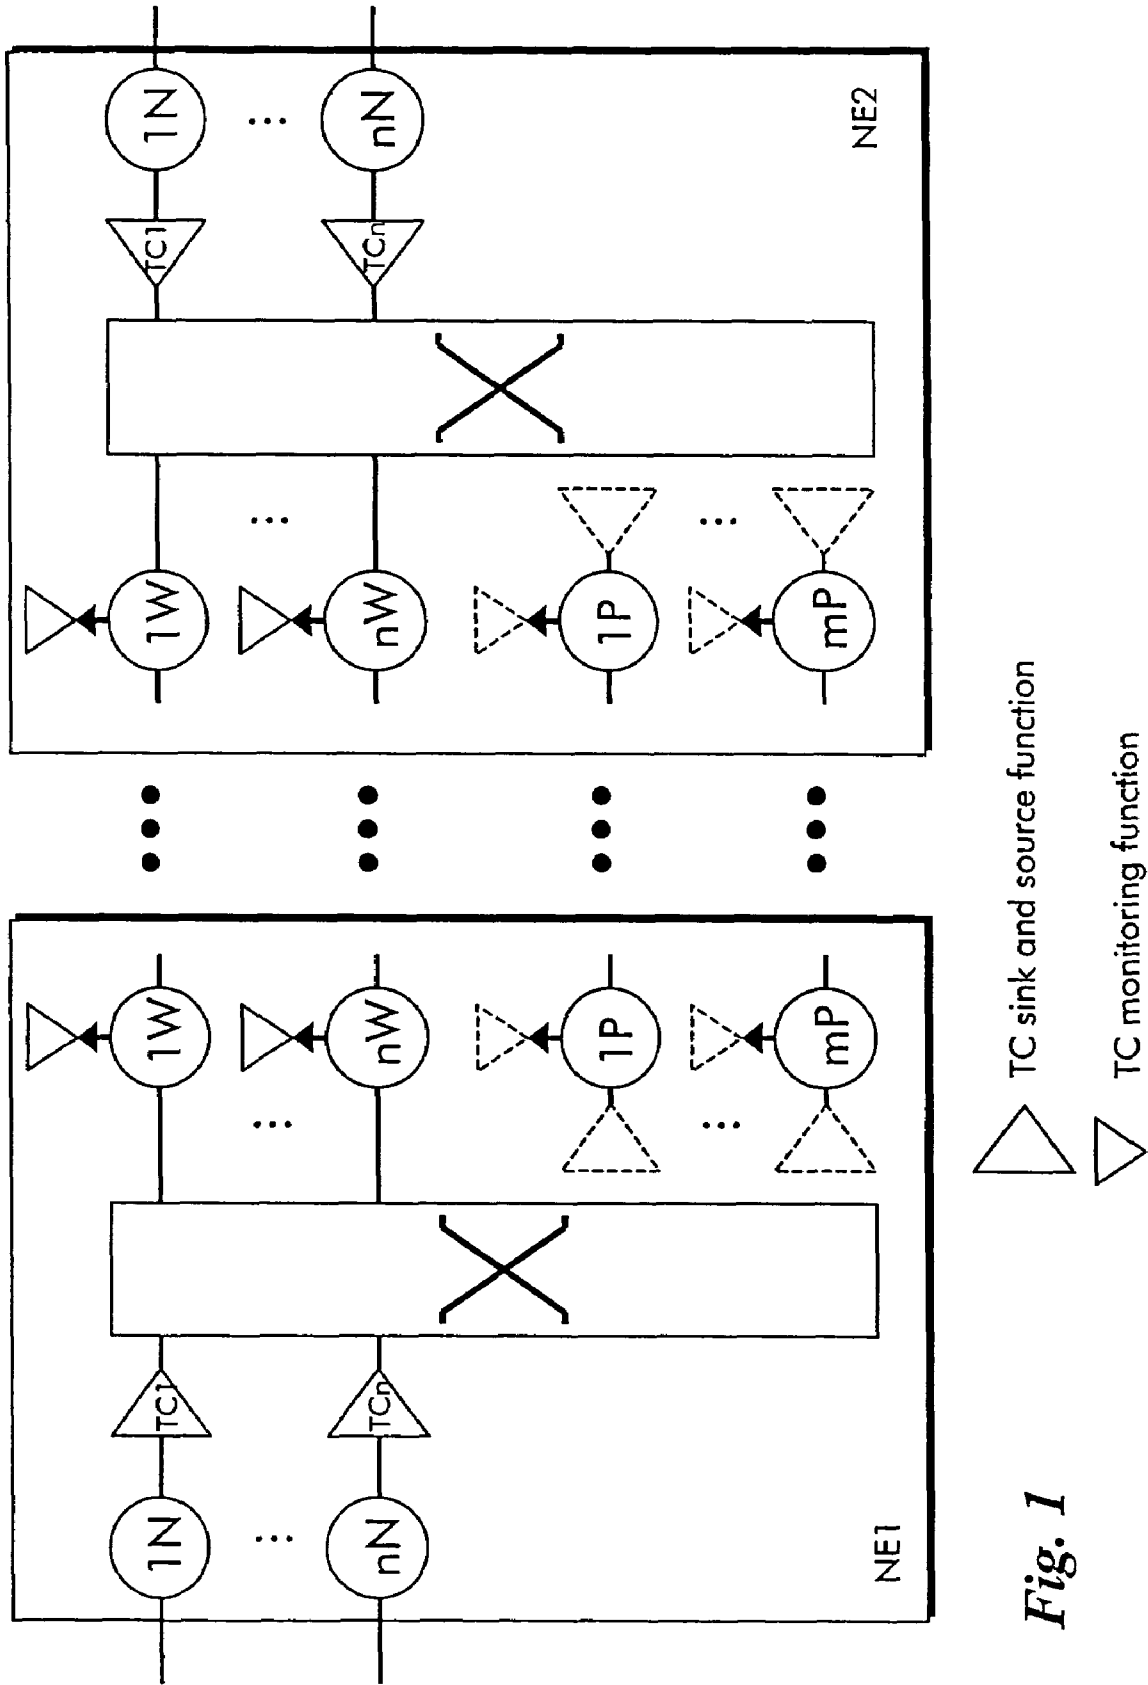 1W
1W
1N
TC1
TC1
1N
...
...
...
...
nW
nW
nN
TCn
TCn
nN
1P
1P
...
...
mP
mP
NE1
NE2
TC sink and source function
TC monitoring function
Fig. 1